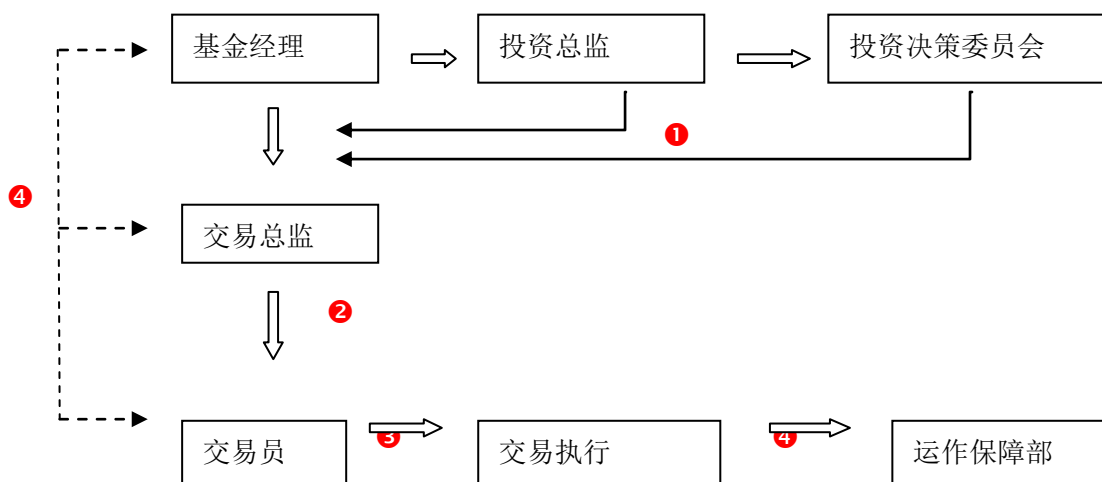 基金经理
投资总监
投资决策委员会
❶
❹
交易总监
❷
交易员
❸
交易执行
❹
运作保障部